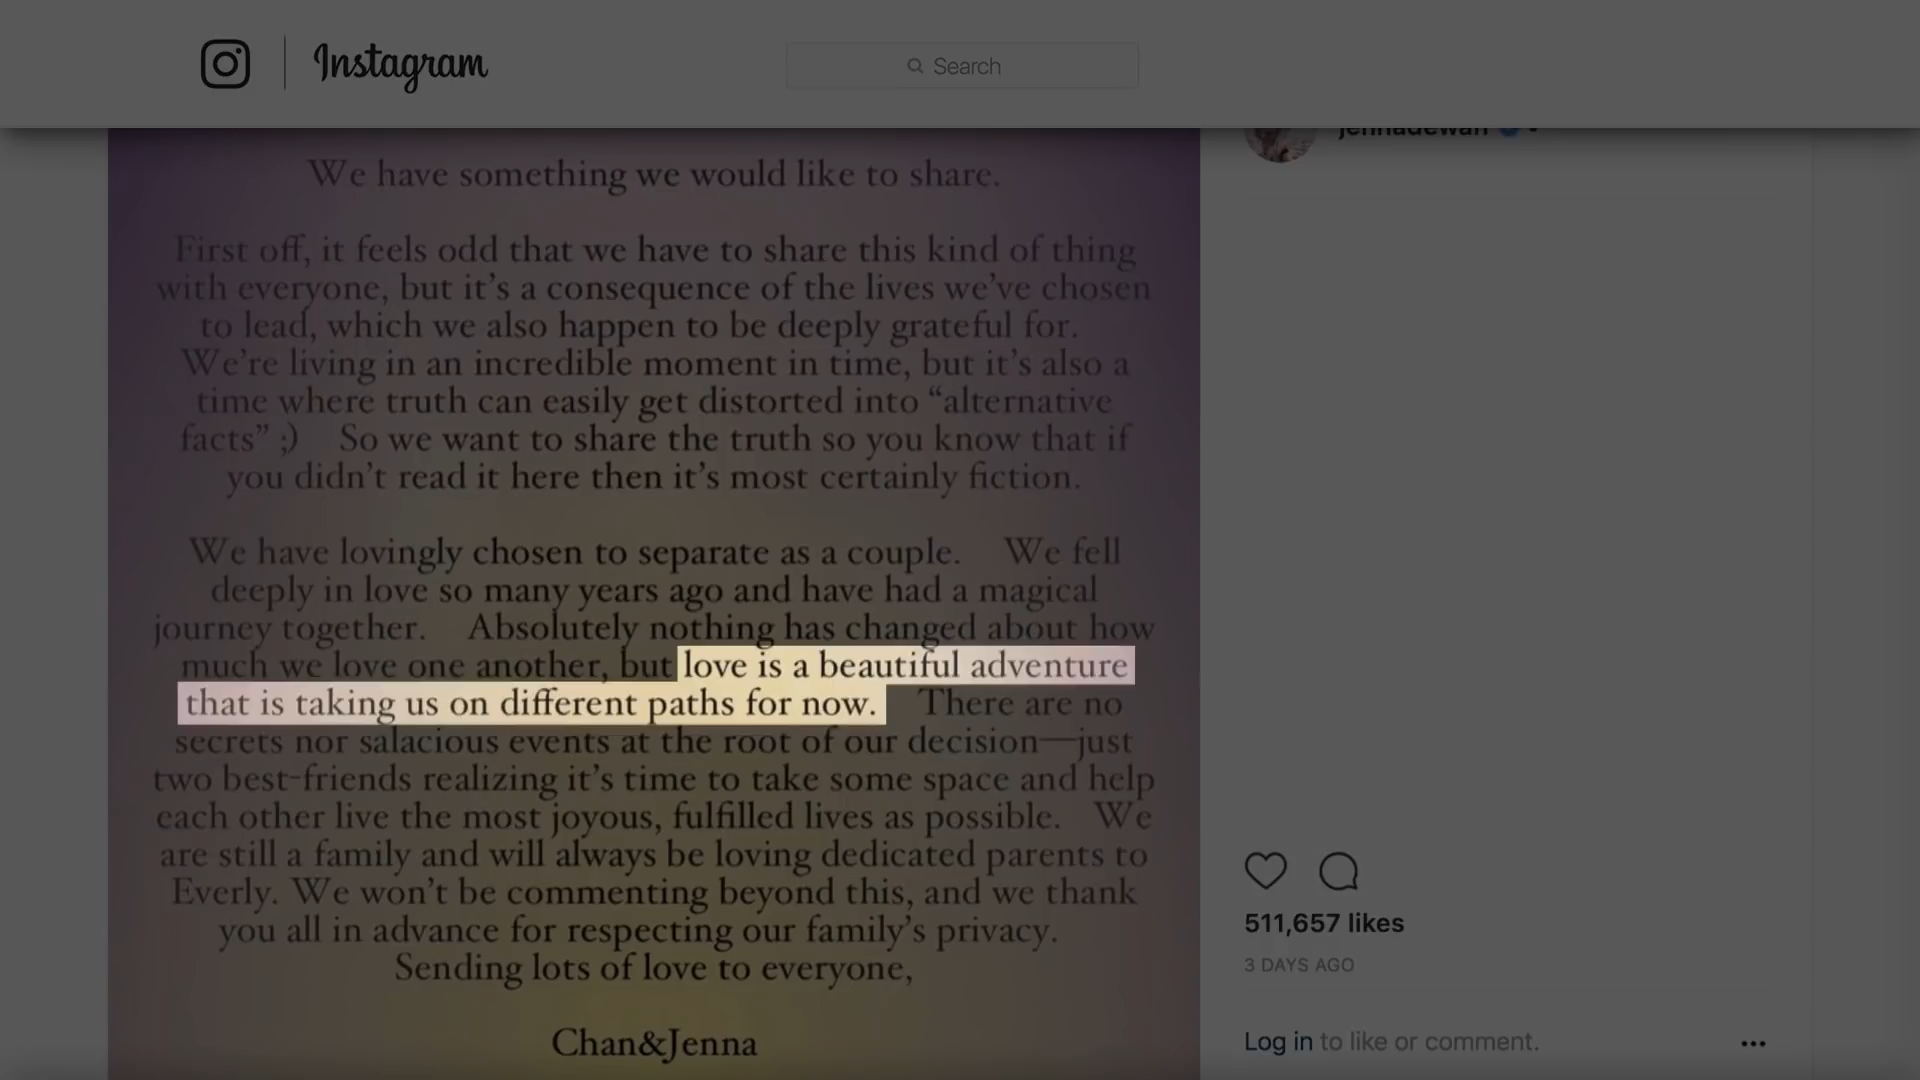 Instagram
Search
jennadewan
We have something we would like to share.
First off, it feels odd that we have to share this kind of thing
with everyone, but it's a consequence of the lives we've chosen
to lead, which we also happen to be deeply grateful for.
We're living in an incredible moment in time, but it's also a
time where truth can easily get distorted into “alternative
facts” ;) So we want to share the truth so you know that if
you didn't read it here then it's most certainly fiction.
We have lovingly chosen to separate as a couple. We fell
deeply in love so many years ago and have had a magical
journey together. Absolutely nothing has changed about how
much we love one another, but love is a beautiful adventure
that is taking us on different paths for now. There are no
secrets nor salacious events at the root of our decision—just
two best-friends realizing it's time to take some space and help
each other live the most joyous, fulfilled lives as possible. We
are still a family and will always be loving dedicated parents to
Everly. We won't be commenting beyond this, and we thank
you all in advance for respecting our family's privacy.
Sending lots of love to everyone,
Chan&Jenna
511,657 likes
3 DAYS AGO
Log in to like or comment.